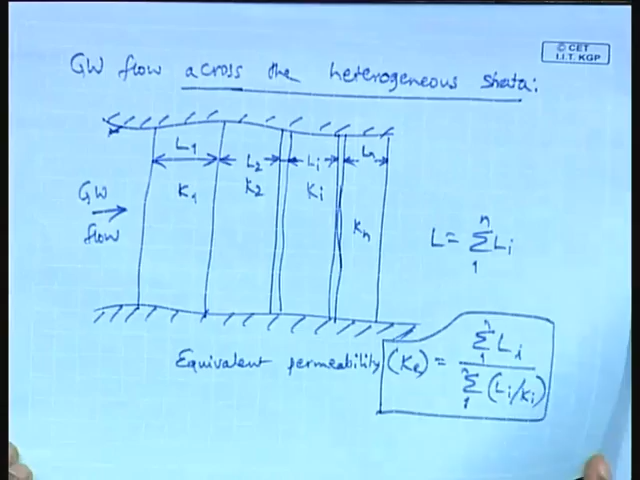 © CET
I.I.T. KGP
GW flow across the heterogeneous strata:
L1 L2 Li Ln
K1 K2 Ki
Kn
GW
flow
L = n∑1 Li
Equivalent permeability (Ke) = n∑1 Li / n∑1 (Li/Ki)